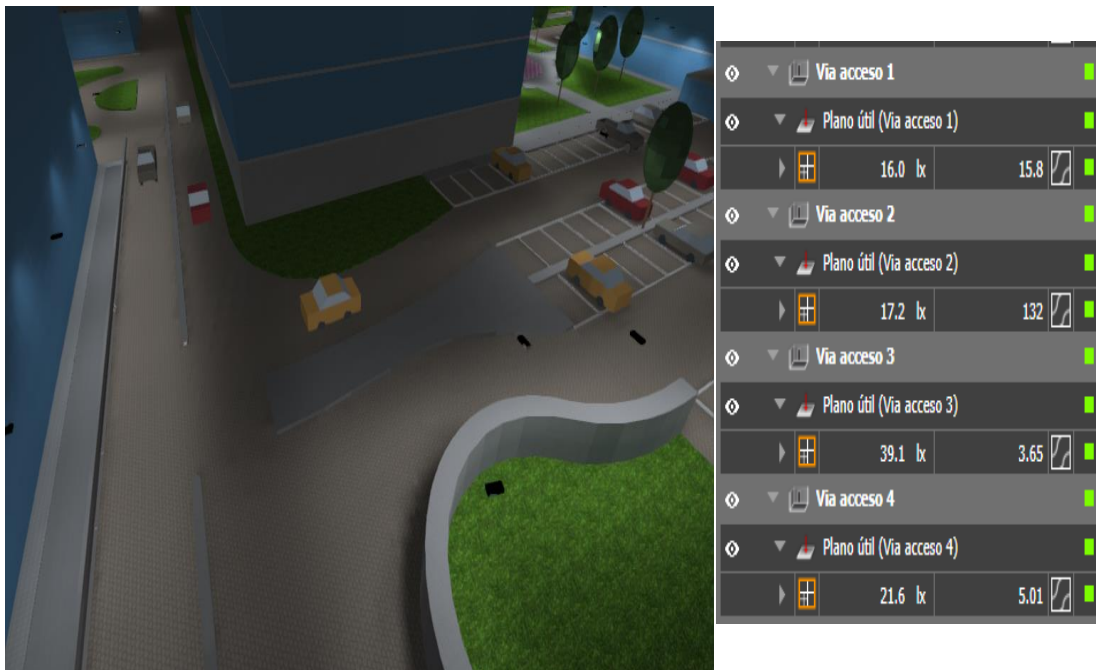 Via acceso 1
Plano útil (Via acceso 1)
16.0 lx 15.8
Via acceso 2
Plano útil (Via acceso 2)
17.2 lx 132
Via acceso 3
Plano útil (Via acceso 3)
39.1 lx 3.65
Via acceso 4
Plano útil (Via acceso 4)
21.6 lx 5.01